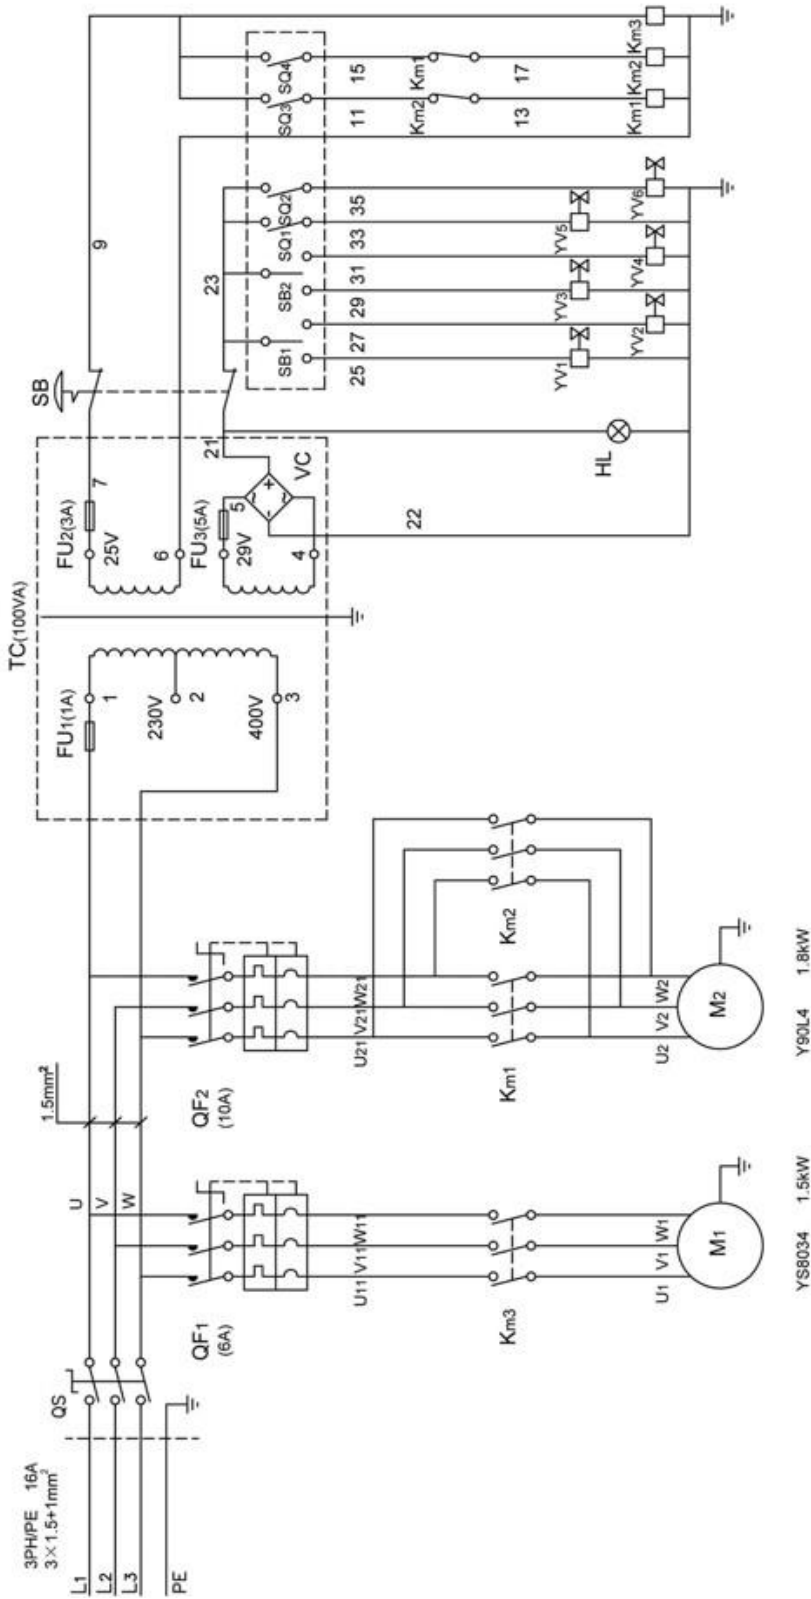 3PH/PE 16A
3×1.5+1mm²
L1
L2
L3
PE
QS
U
V
W
1.5mm²
QF1
(6A)
U11 V11 W11
Km3
U1 V1 W1
M1
YS8034 1.5kW
QF2
(10A)
U21 V21 W21
Km1
Km2
U2 V2 W2
M2
Y90L4 1.8kW
TC(100VA)
FU1(1A)
1
230V
2
400V
3
FU2(3A)
7
25V
6
FU3(5A)
5
29V
4
VC
+
-
~
~
21
22
SB
9
23
HL
SB1
SB2
SQ1
SQ2
SQ3
SQ4
25
27
29
31
33
35
11
15
Km2
Km1
13
17
YV1
YV2
YV3
YV4
YV5
YV6
Km1
Km2
Km3